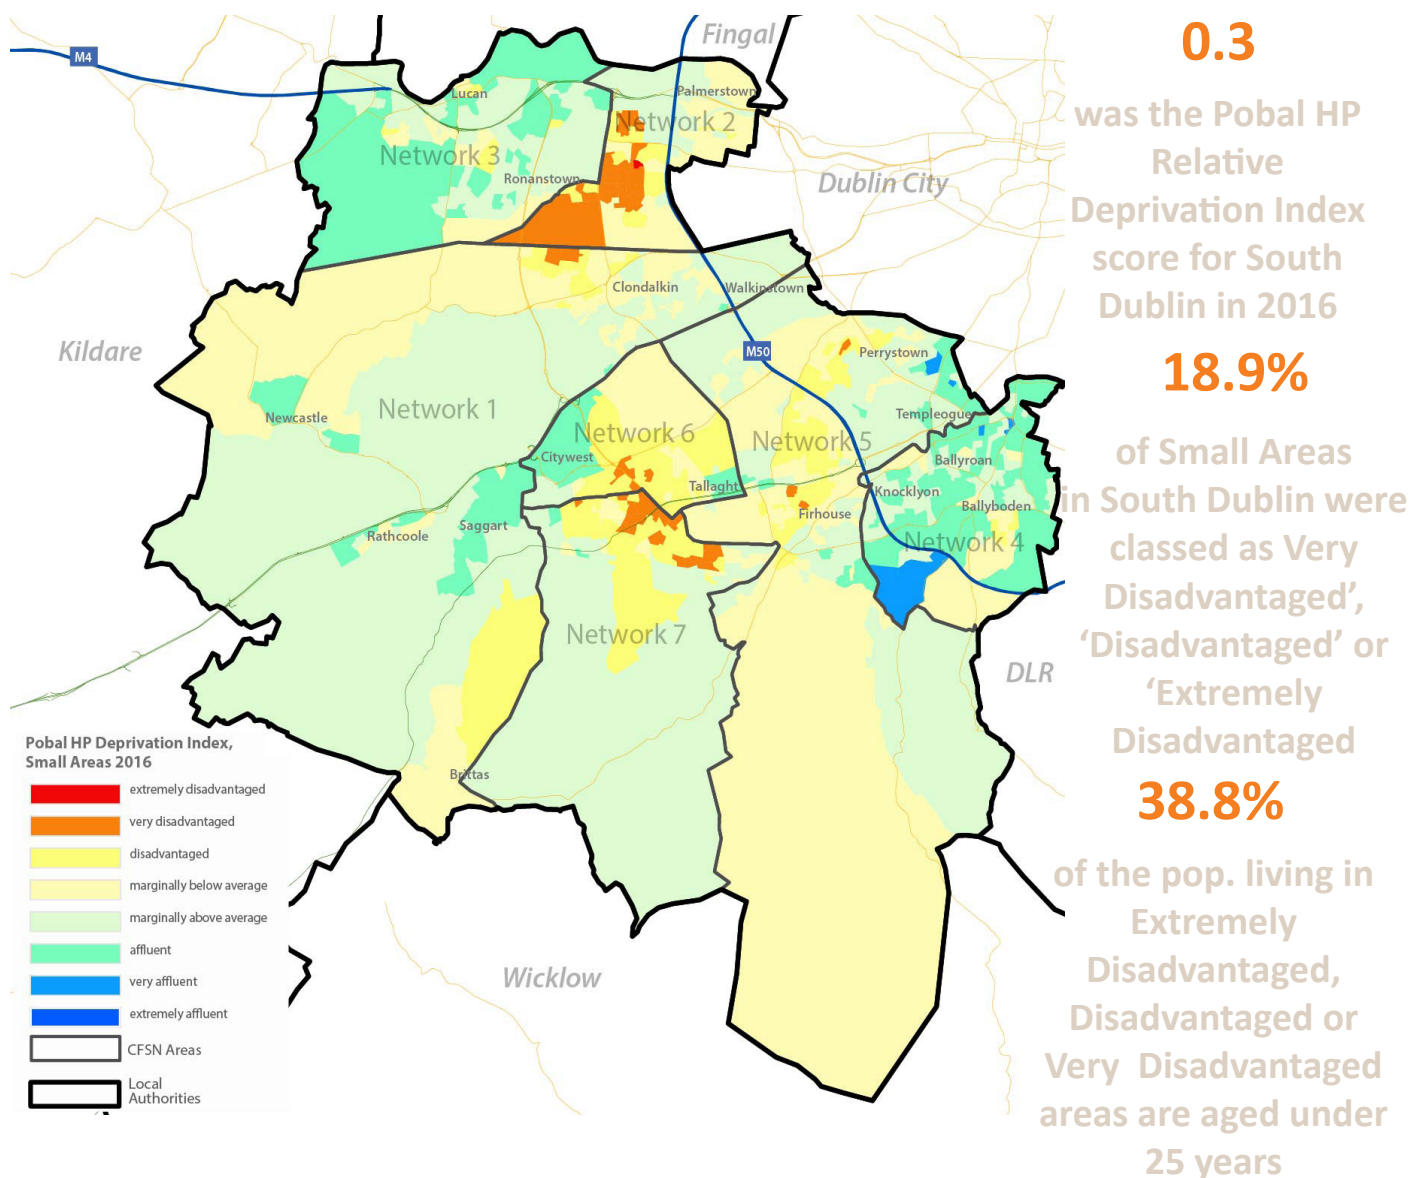 Fingal
M4
Lucan
Palmerstown
Network 2
Network 3
Ronanstown
Dublin City
Clondalkin
Walkinstown
Kildare
M50
Perrystown
Newcastle
Network 1
Templeogue
Network 6
Network 5
Citywest
Ballyroan
Tallaght
Knocklyon
Ballyboden
Firhouse
Saggart
Rathcoole
Network 4
Network 7
DLR
Brittas
Wicklow
Pobal HP Deprivation Index,
Small Areas 2016
extremely disadvantaged
very disadvantaged
disadvantaged
marginally below average
marginally above average
affluent
very affluent
extremely affluent
CFSN Areas
Local
Authorities
0.3
was the Pobal HP
Relative
Deprivation Index
score for South
Dublin in 2016
18.9%
of Small Areas
in South Dublin were
classed as Very
Disadvantaged’,
‘Disadvantaged’ or
‘Extremely
Disadvantaged
38.8%
of the pop. living in
Extremely
Disadvantaged,
Disadvantaged or
Very Disadvantaged
areas are aged under
25 years